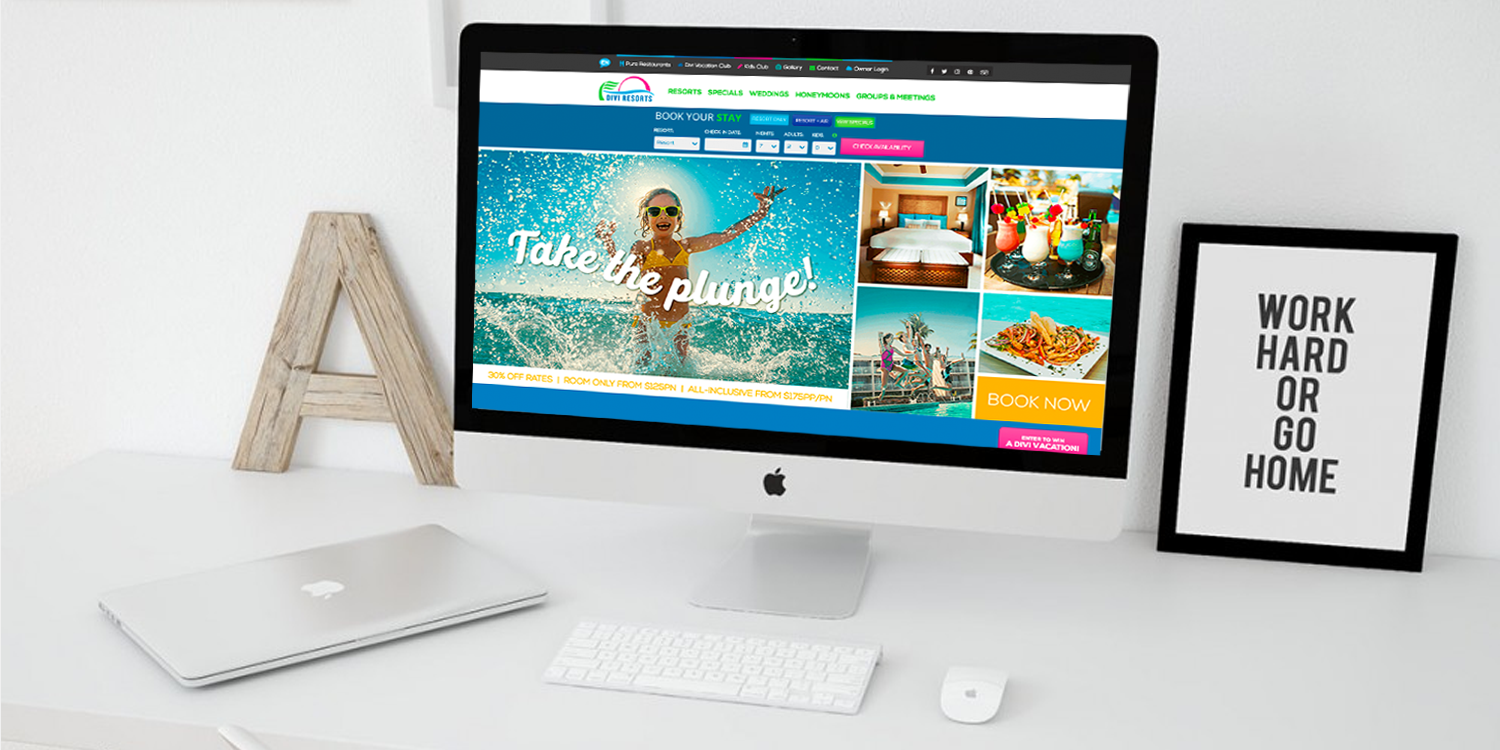 Pure Restaurants Divi Vacation Club Kids Club Gallery Contact Owner Login
DIVI RESORTS
RESORTS SPECIALS WEDDINGS HONEYMOONS GROUPS & MEETINGS
BOOK YOUR STAY RESORT ONLY RESORT + AIR VIEW SPECIALS
RESORTS: CHECK IN DATE: NIGHTS: ADULTS: KIDS:
Resort 7 2 0 CHECK AVAILABILITY
Take the plunge!
30% OFF RATES | ROOM ONLY FROM $125PN | ALL-INCLUSIVE FROM $175PP/PN
BOOK NOW
ENTER TO WIN
A DIVI VACATION!
A
WORK
HARD
OR
GO
HOME